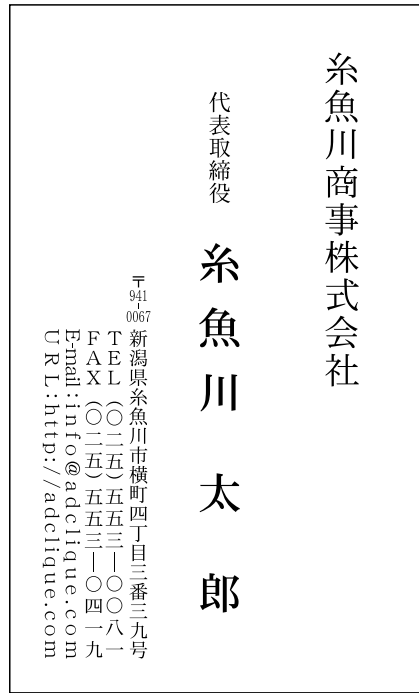 糸魚川商事株式会社
代表取締役
糸魚川 太郎
〒941-0067 新潟県糸魚川市横町四丁目三番三九号
TEL(〇二五)五五三―〇〇八一
FAX(〇二五)五五三―〇四一九
E-mail:info@adclique.com
URL:http://adclique.com